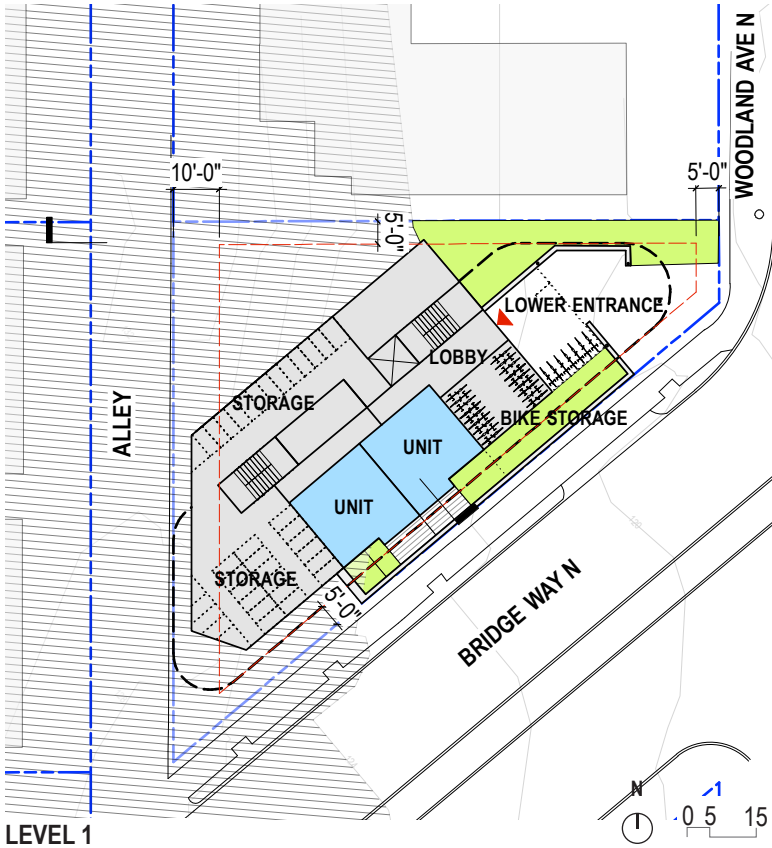 WOODLAND AVE N
10'-0"
5'-0"
5'-0"
LOWER ENTRANCE
LOBBY
STORAGE
BIKE STORAGE
ALLEY
UNIT
UNIT
STORAGE
5'-0"
BRIDGE WAY N
N
0 5 15
LEVEL 1